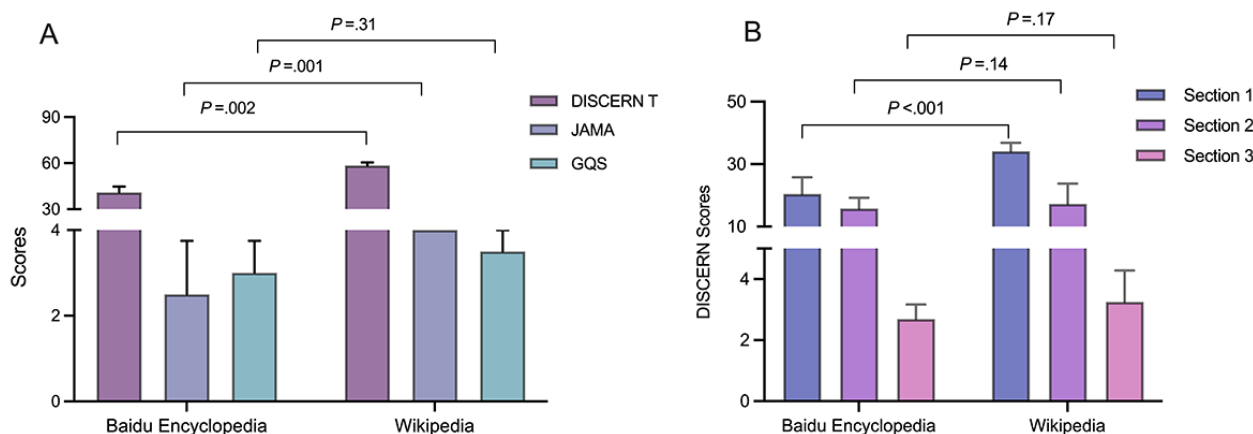 A
P=.31
P=.001
P=.002
90
60
30
4
2
0
Scores
DISCERN T
JAMA
GQS
Baidu Encyclopedia
Wikipedia
B
P=.17
P=.14
P<.001
50
30
10
4
2
0
DISCERN Scores
Section 1
Section 2
Section 3
Baidu Encyclopedia
Wikipedia